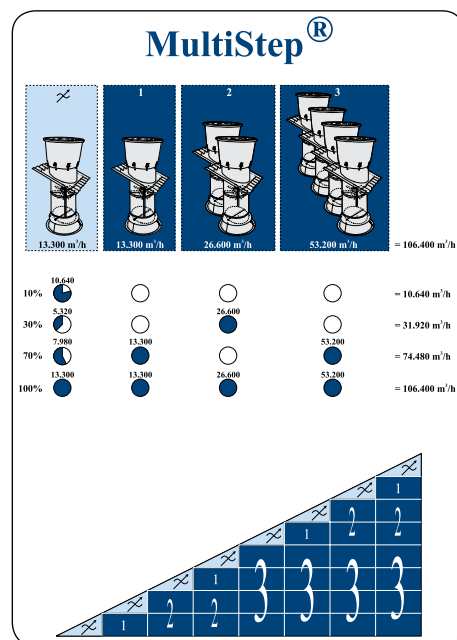 MultiStep®
1 2 3
13.300 m³/h 13.300 m³/h 26.600 m³/h 53.200 m³/h = 106.400 m³/h
10.640
10% = 10.640 m³/h
5.320 26.600
30% = 31.920 m³/h
7.980 13.300 53.200
70% = 74.480 m³/h
13.300 13.300 26.600 53.200
100% = 106.400 m³/h
1
2 2
1
3 3 3 3
1 2 2
1